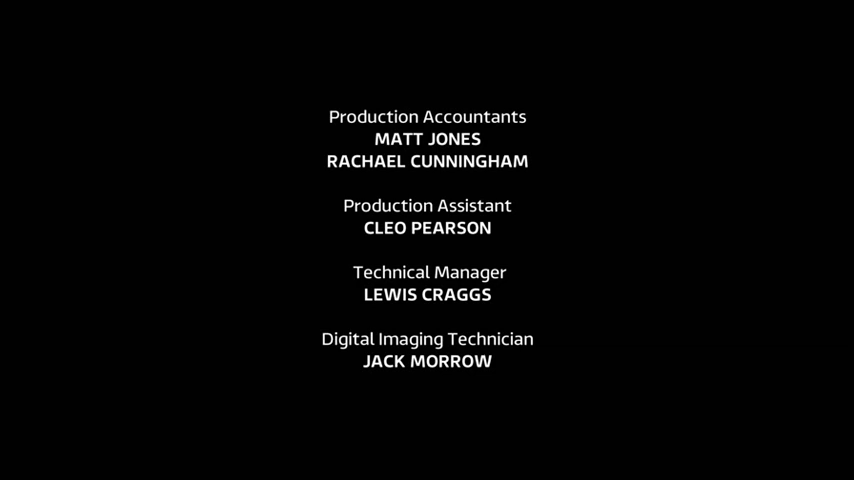 Production Accountants
MATT JONES
RACHAEL CUNNINGHAM
Production Assistant
CLEO PEARSON
Technical Manager
LEWIS CRAGGS
Digital Imaging Technician
JACK MORROW